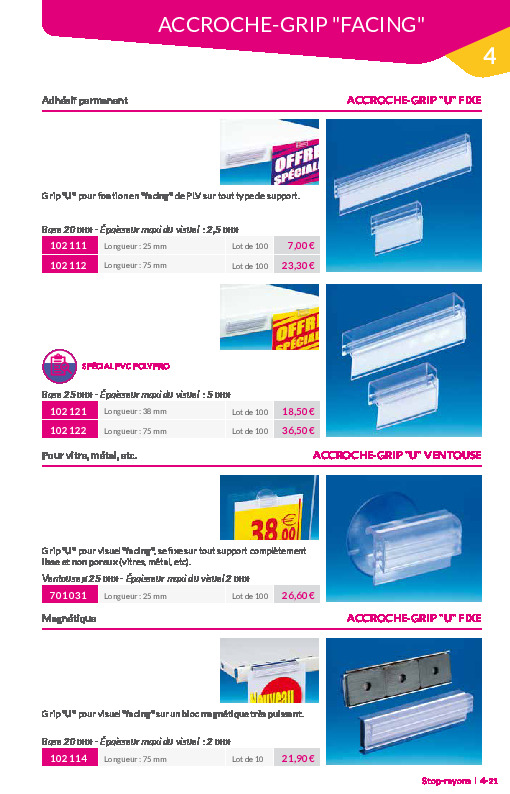 ACCROCHE-GRIP "FACING"
4
Adhésif permanent
ACCROCHE-GRIP "U" FIXE
OFFRE
SPÉCIALE
Grip "U" pour fixation en "facing" de PLV sur tout type de support.
Base 20 mm - Épaisseur maxi du visuel : 2,5 mm
102 111 Longueur : 25 mm Lot de 100 7,00 €
102 112 Longueur : 75 mm Lot de 100 23,30 €
OFFRE
SPÉCIAL
SPÉCIAL PVC POLYPRO
Base 25 mm - Épaisseur maxi du visuel : 5 mm
102 121 Longueur : 38 mm Lot de 100 18,50 €
102 122 Longueur : 75 mm Lot de 100 36,50 €
Pour vitre, métal, etc.
ACCROCHE-GRIP "U" VENTOUSE
38,00€
Grip "U" pour visuel "facing", se fixe sur tout support complètement
lisse et non poreux (vitres, métal, etc).
- Épaisseur maxi du visuel 2 mm
701031 Longueur : 25 mm Lot de 100 26,60 €
Magnétique
ACCROCHE-GRIP "U" FIXE
Nouveau
Grip "U" pour visuel "facing" sur un bloc magnétique très puissant.
Base 20 mm - Épaisseur maxi du visuel : 2 mm
102 114 Longueur : 75 mm Lot de 10 21,90 €
Stop-rayons | 4-21